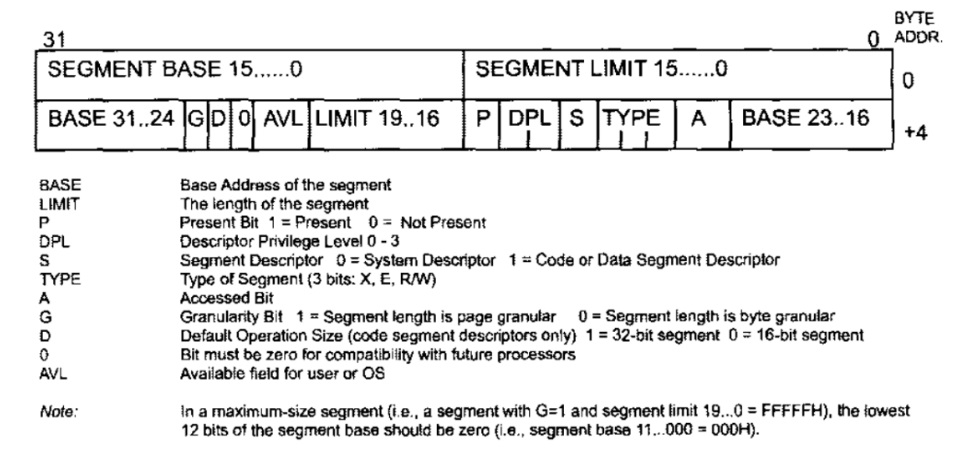 BYTE
31 0 ADDR.
SEGMENT BASE 15......0 SEGMENT LIMIT 15......0 0
BASE 31..24 G D 0 AVL LIMIT 19..16 P DPL S TYPE A BASE 23..16 +4
BASE Base Address of the segment
LIMIT The length of the segment
P Present Bit 1 = Present 0 = Not Present
DPL Descriptor Privilege Level 0 - 3
S Segment Descriptor 0 = System Descriptor 1 = Code or Data Segment Descriptor
TYPE Type of Segment (3 bits: X, E, R/W)
A Accessed Bit
G Granularity Bit 1 = Segment length is page granular 0 = Segment length is byte granular
D Default Operation Size (code segment descriptors only) 1 = 32-bit segment 0 = 16-bit segment
0 Bit must be zero for compatibility with future processors
AVL Available field for user or OS
Note: In a maximum-size segment (i.e., a segment with G=1 and segment limit 19...0 = FFFFFH), the lowest
12 bits of the segment base should be zero (i.e., segment base 11...000 = 000H).